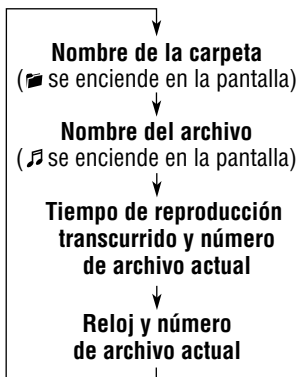 Nombre de la carpeta
( se enciende en la pantalla)
Nombre del archivo
( se enciende en la pantalla)
Tiempo de reproducción
transcurrido y número
de archivo actual
Reloj y número
de archivo actual